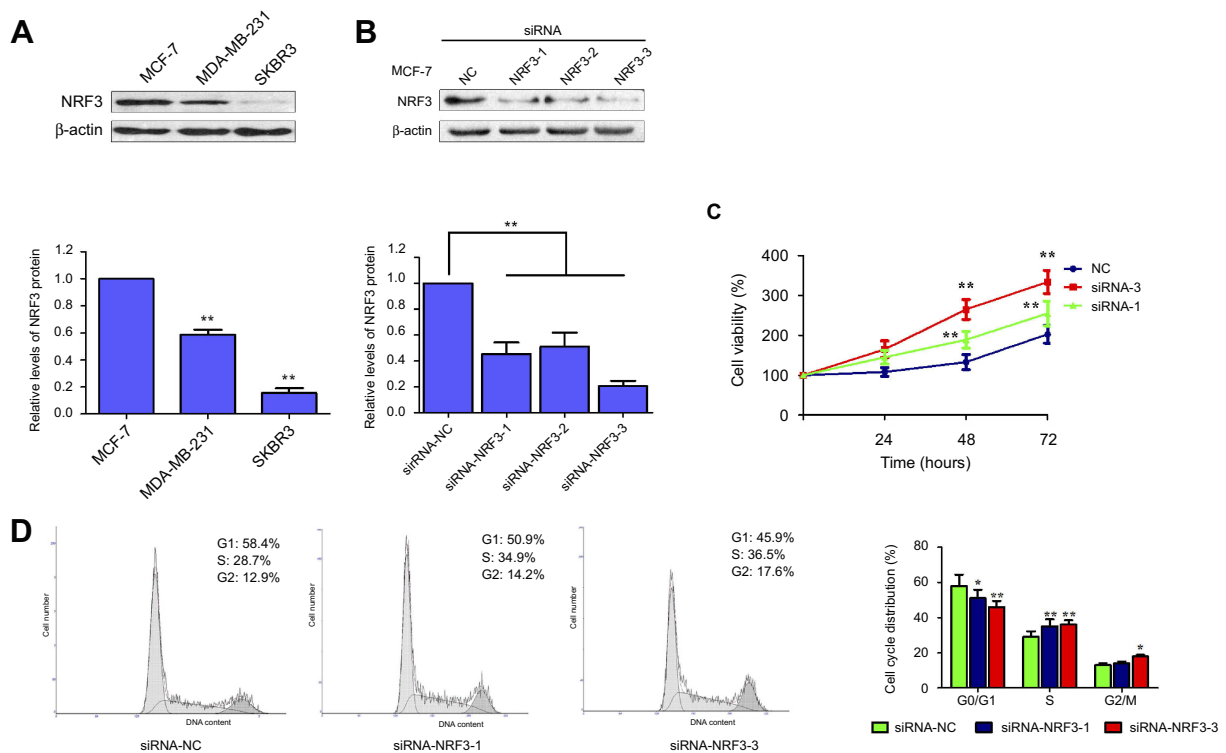 A
MCF-7
MDA-MB-231
SKBR3
NRF3
β-actin
Relative levels of NRF3 protein
1.2
1.0
0.8
0.6
0.4
0.2
0.0
**
**
MCF-7
MDA-MB-231
SKBR3
B
siRNA
MCF-7
NC
NRF3-1
NRF3-2
NRF3-3
NRF3
β-actin
Relative levels of NRF3 protein
1.2
1.0
0.8
0.6
0.4
0.2
0.0
**
sirRNA-NC
siRNA-NRF3-1
siRNA-NRF3-2
siRNA-NRF3-3
C
Cell viability (%)
400
300
200
100
0
**
**
**
**
24
48
72
Time (hours)
NC
siRNA-3
siRNA-1
D
Cell number
G1: 58.4%
S: 28.7%
G2: 12.9%
DNA content
siRNA-NC
Cell number
G1: 50.9%
S: 34.9%
G2: 14.2%
DNA content
siRNA-NRF3-1
Cell number
G1: 45.9%
S: 36.5%
G2: 17.6%
DNA content
siRNA-NRF3-3
Cell cycle distribution (%)
80
60
40
20
0
*
**
** **
*
G0/G1
S
G2/M
siRNA-NC
siRNA-NRF3-1
siRNA-NRF3-3